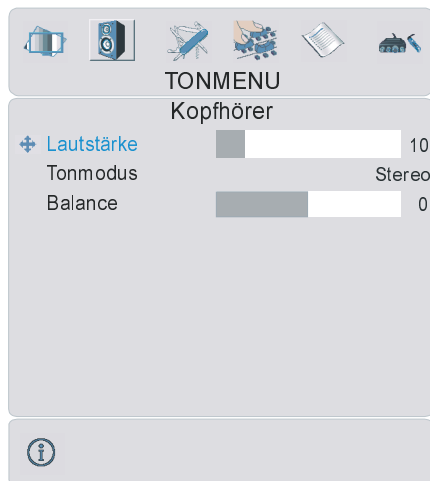 TONMENU
Kopfhörer
Lautstärke 10
Tonmodus Stereo
Balance 0